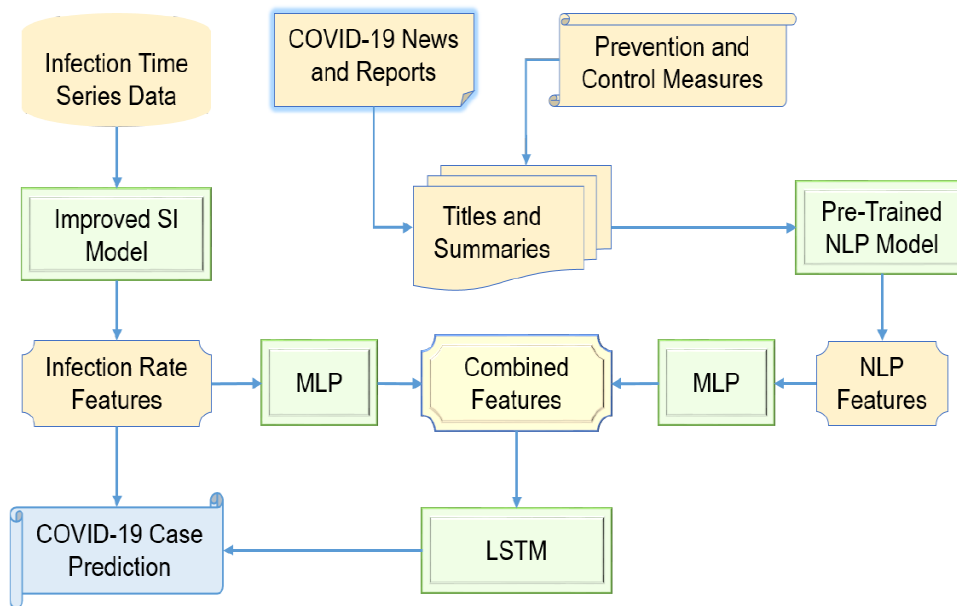 Infection Time
Series Data
COVID-19 News
and Reports
Prevention and
Control Measures
Improved SI
Model
Titles and
Summaries
Pre-Trained
NLP Model
Infection Rate
Features
MLP
Combined
Features
MLP
NLP
Features
COVID-19 Case
Prediction
LSTM